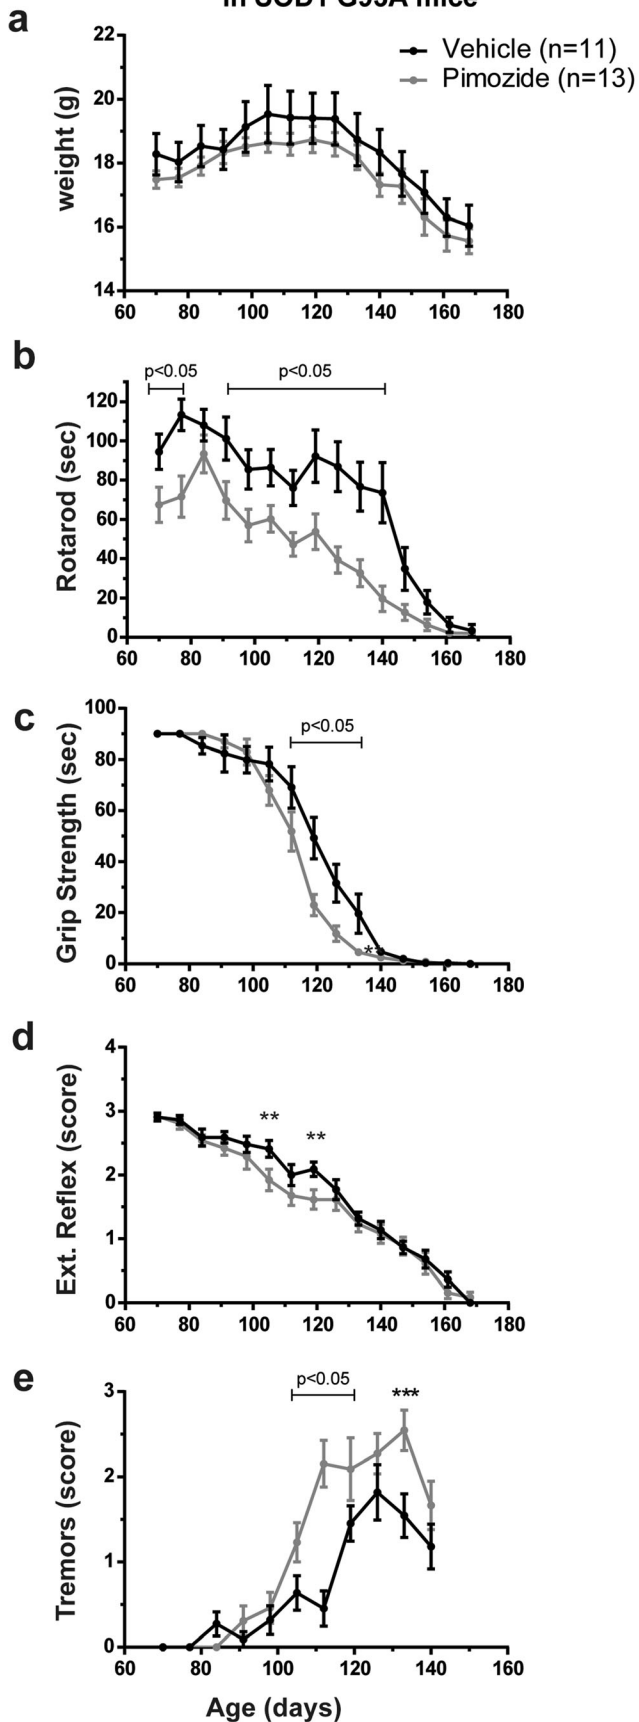 in SOD1 G93A mice
a
Vehicle (n=11)
Pimozide (n=13)
weight (g)
22
20
18
16
14
60 80 100 120 140 160 180
b
p<0.05 p<0.05
Rotarod (sec)
120
100
80
60
40
20
0
60 80 100 120 140 160 180
c
p<0.05
Grip Strength (sec)
100
80
60
40
20
0
**
60 80 100 120 140 160 180
d
Ext. Reflex (score)
4
3
2
1
0
**
**
60 80 100 120 140 160 180
e
p<0.05 ***
Tremors (score)
3
2
1
0
60 80 100 120 140 160
Age (days)